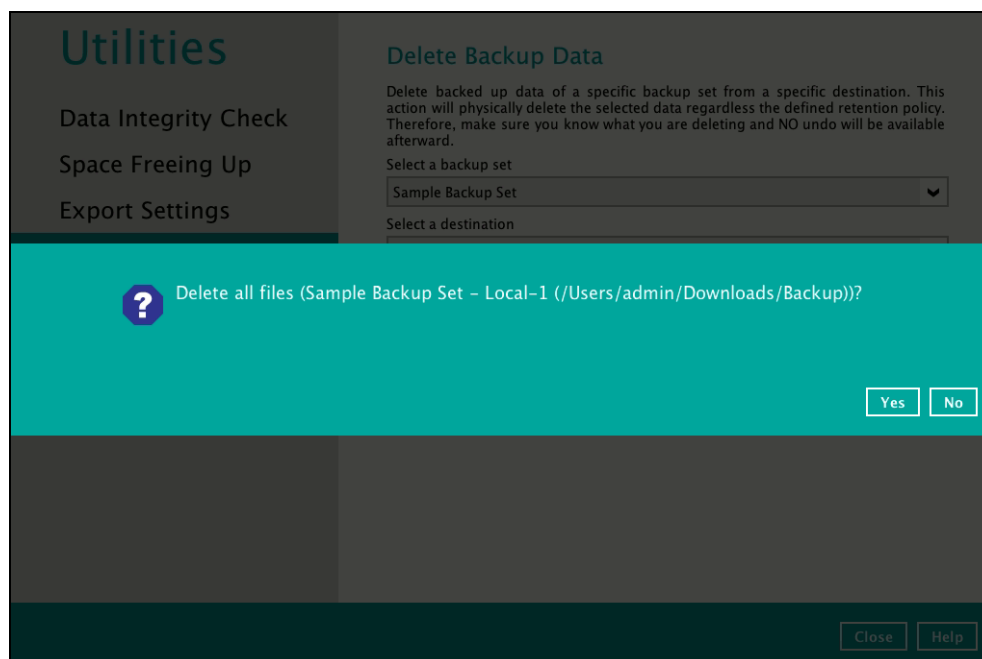 Utilities
Data Integrity Check
Space Freeing Up
Export Settings
Delete Backup Data
Delete backed up data of a specific backup set from a specific destination. This
action will physically delete the selected data regardless the defined retention policy.
Therefore, make sure you know what you are deleting and NO undo will be available
afterward.
Select a backup set
Sample Backup Set
Select a destination
?
Delete all files (Sample Backup Set – Local-1 (/Users/admin/Downloads/Backup))?
Yes
No
Close
Help